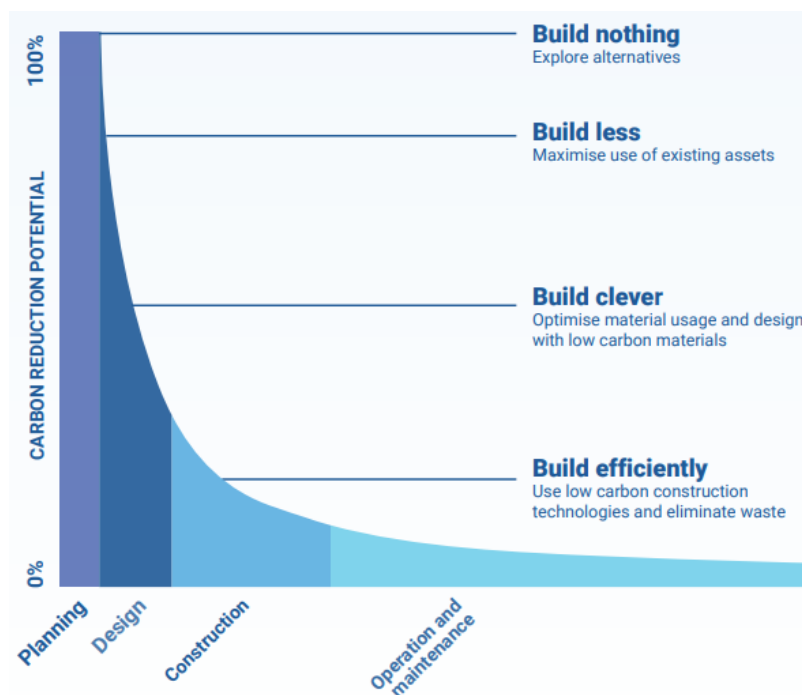 100%
CARBON REDUCTION POTENTIAL
0%
Build nothing
Explore alternatives
Build less
Maximise use of existing assets
Build clever
Optimise material usage and design
with low carbon materials
Build efficiently
Use low carbon construction
technologies and eliminate waste
Planning
Design
Construction
Operation and
maintenance